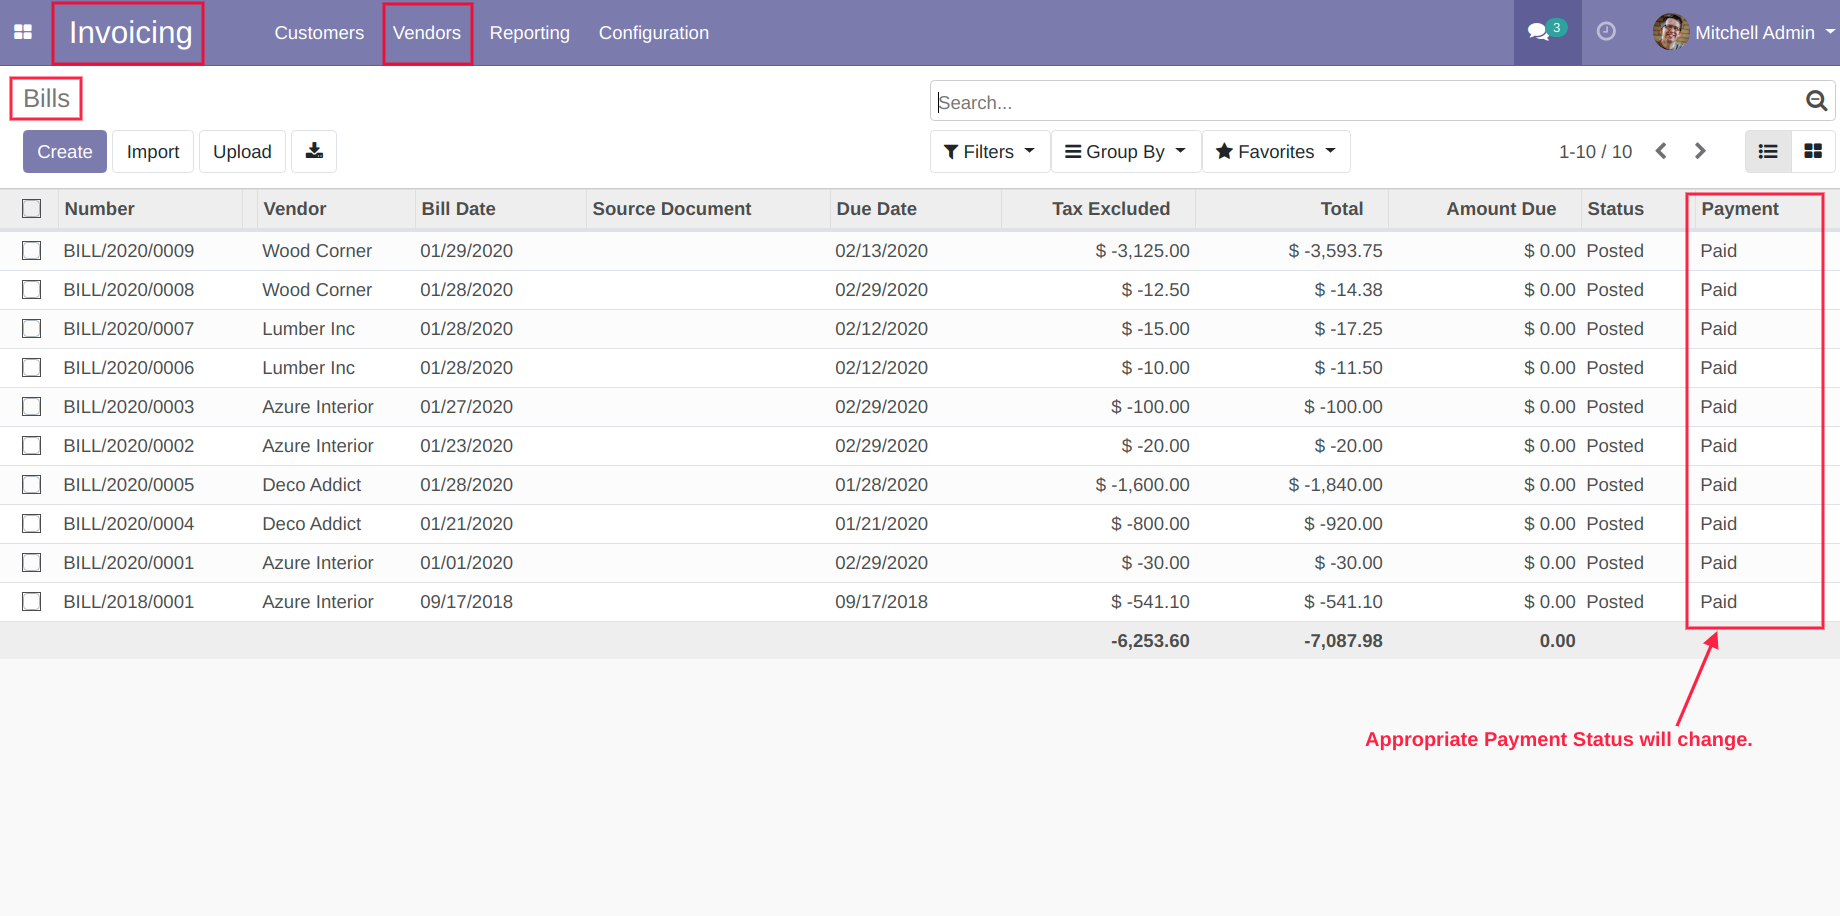 Invoicing Customers Vendors Reporting Configuration 3 Mitchell Admin
Bills
Search...
Create Import Upload Filters Group By Favorites 1-10 / 10
Number Vendor Bill Date Source Document Due Date Tax Excluded Total Amount Due Status Payment
BILL/2020/0009 Wood Corner 01/29/2020 02/13/2020 $ -3,125.00 $ -3,593.75 $ 0.00 Posted Paid
BILL/2020/0008 Wood Corner 01/28/2020 02/29/2020 $ -12.50 $ -14.38 $ 0.00 Posted Paid
BILL/2020/0007 Lumber Inc 01/28/2020 02/12/2020 $ -15.00 $ -17.25 $ 0.00 Posted Paid
BILL/2020/0006 Lumber Inc 01/28/2020 02/12/2020 $ -10.00 $ -11.50 $ 0.00 Posted Paid
BILL/2020/0003 Azure Interior 01/27/2020 02/29/2020 $ -100.00 $ -100.00 $ 0.00 Posted Paid
BILL/2020/0002 Azure Interior 01/23/2020 02/29/2020 $ -20.00 $ -20.00 $ 0.00 Posted Paid
BILL/2020/0005 Deco Addict 01/28/2020 01/28/2020 $ -1,600.00 $ -1,840.00 $ 0.00 Posted Paid
BILL/2020/0004 Deco Addict 01/21/2020 01/21/2020 $ -800.00 $ -920.00 $ 0.00 Posted Paid
BILL/2020/0001 Azure Interior 01/01/2020 02/29/2020 $ -30.00 $ -30.00 $ 0.00 Posted Paid
BILL/2018/0001 Azure Interior 09/17/2018 09/17/2018 $ -541.10 $ -541.10 $ 0.00 Posted Paid
-6,253.60 -7,087.98 0.00
Appropriate Payment Status will change.